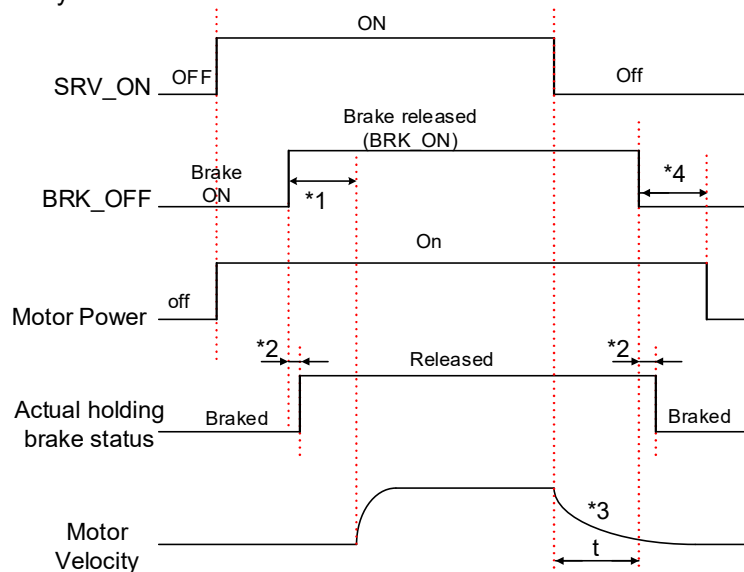 ON
OFF
Off
SRV_ON
Brake released
(BRK_ON)
Brake
ON
*4
*1
BRK_OFF
On
off
Motor Power
*2
*2
Released
Actual holding
brake status
Braked
Braked
*3
Motor
Velocity
t